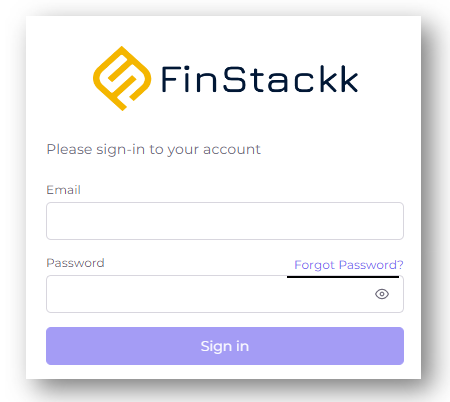 FinStackk
Please sign-in to your account
Email
Password
Forgot Password?
Sign in